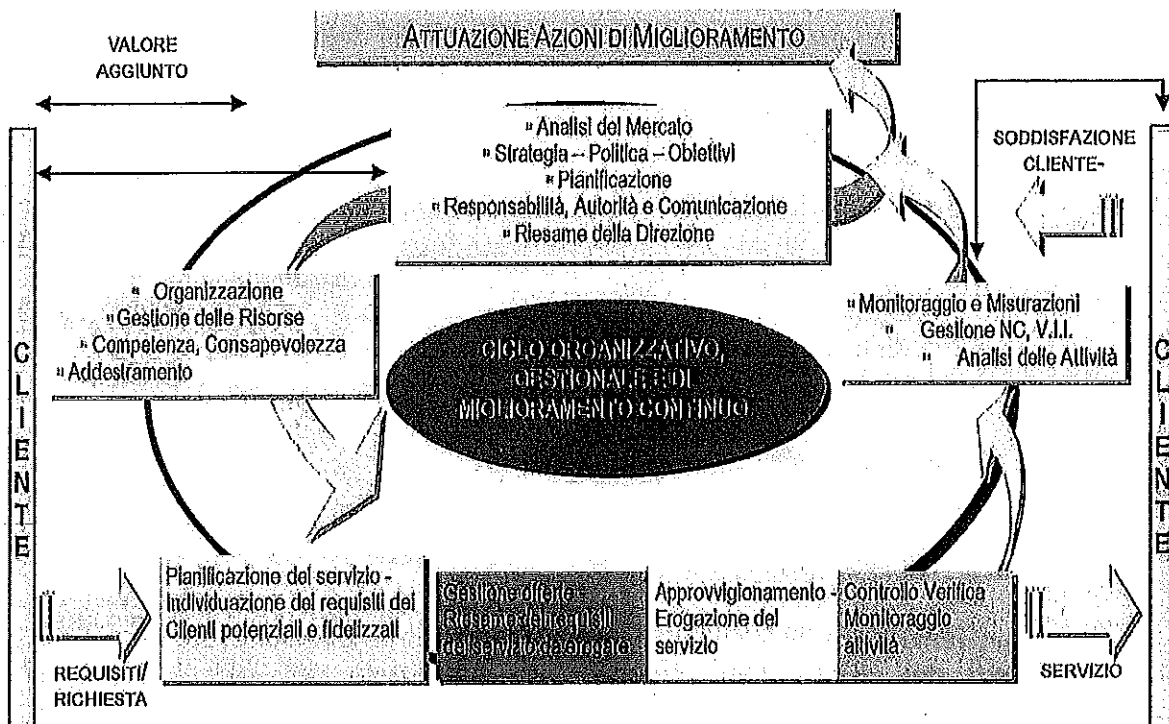 ATTUAZIONE AZIONI DI MIGLIORAMENTO
VALORE
AGGIUNTO
Analisi del Mercato
Strategia – Politica – Obiettivi
Pianificazione
Responsabilità, Autorità e Comunicazione
Riesame della Direzione
SODDISFAZIONE
CLIENTE-
Organizzazione
Gestione delle Risorse
Competenza, Consapevolezza
Addestramento
CICLO ORGANIZZATIVO,
GESTIONALE E DI
MIGLIORAMENTO CONTINUO
Monitoraggio e Misurazioni
Gestione NC, V.I.I.
Analisi delle Attività
CLIENTE
CLIENTE
Pianificazione del servizio -
Individuazione dei requisiti dei
Clienti potenziali e fidelizzati
Gestione offerte
Riesame dei requisiti
del servizio da erogare
Approvvigionamento -
Erogazione del
servizio
Controllo Verifica
Monitoraggio
attività
REQUISITI/
RICHIESTA
SERVIZIO